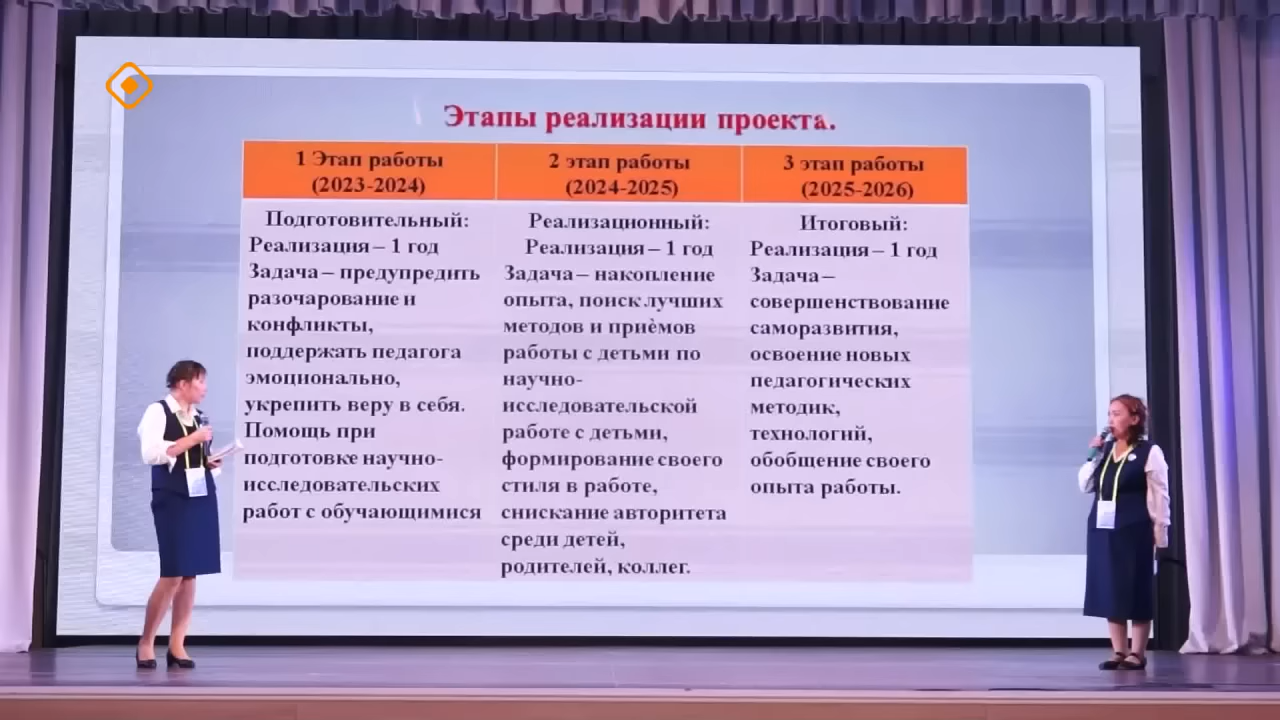 Этапы реализации проекта.
1 Этап работы
(2023-2024)
2 этап работы
(2024-2025)
3 этап работы
(2025-2026)
Подготовительный:
Реализация – 1 год
Задача – предупредить
разочарование и
конфликты,
поддержать педагога
эмоционально,
укрепить веру в себя.
Помощь при
подготовке научно-
исследовательских
работ с обучающимися
Реализационный:
Реализация – 1 год
Задача – накопление
опыта, поиск лучших
методов и приёмов
работы с детьми по
научно-
исследовательской
работе с детьми,
формирование своего
стиля в работе,
снискание авторитета
среди детей,
родителей, коллег.
Итоговый:
Реализация – 1 год
Задача –
совершенствование
саморазвития,
освоение новых
педагогических
методик,
технологий,
обобщение своего
опыта работы.